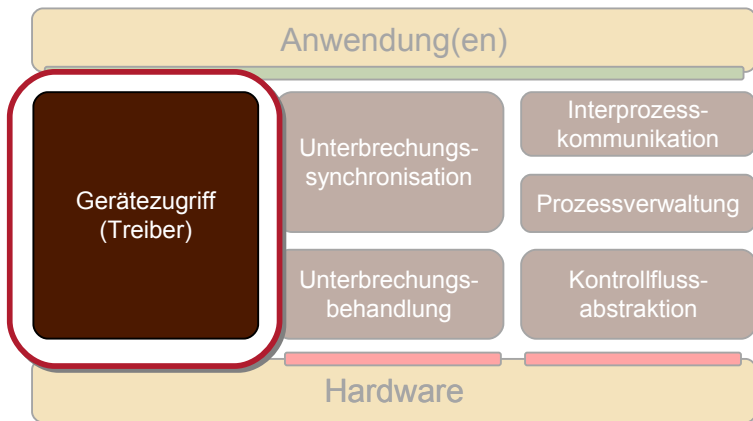 Anwendung(en)
Gerätezugriff
(Treiber)
Unterbrechungs-
synchronisation
Unterbrechungs-
behandlung
Interprozess-
kommunikation
Prozessverwaltung
Kontrollfluss-
abstraktion
Hardware